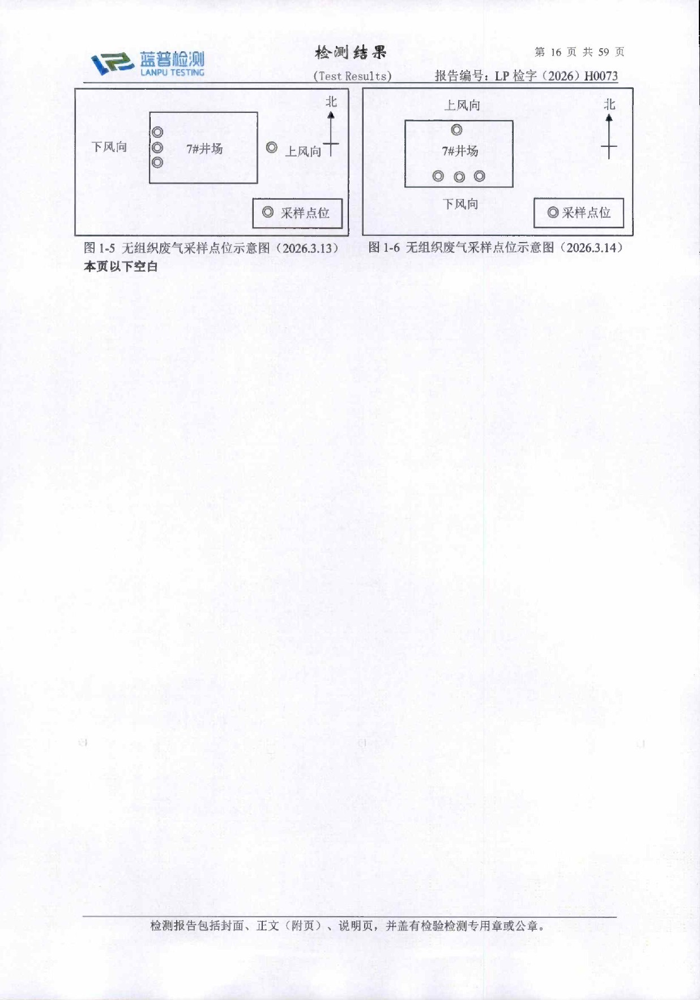 蓝普检测
LANPU TESTING
检测结果
(Test Results)
第 16 页 共 59 页
报告编号：LP 检字（2026）H0073
北
下风向
7#井场
上风向
◎ 采样点位
上风向
北
7#井场
下风向
◎采样点位
图 1-5 无组织废气采样点位示意图（2026.3.13）
图 1-6 无组织废气采样点位示意图（2026.3.14）
本页以下空白
检测报告包括封面、正文（附页）、说明页，并盖有检验检测专用章或公章。